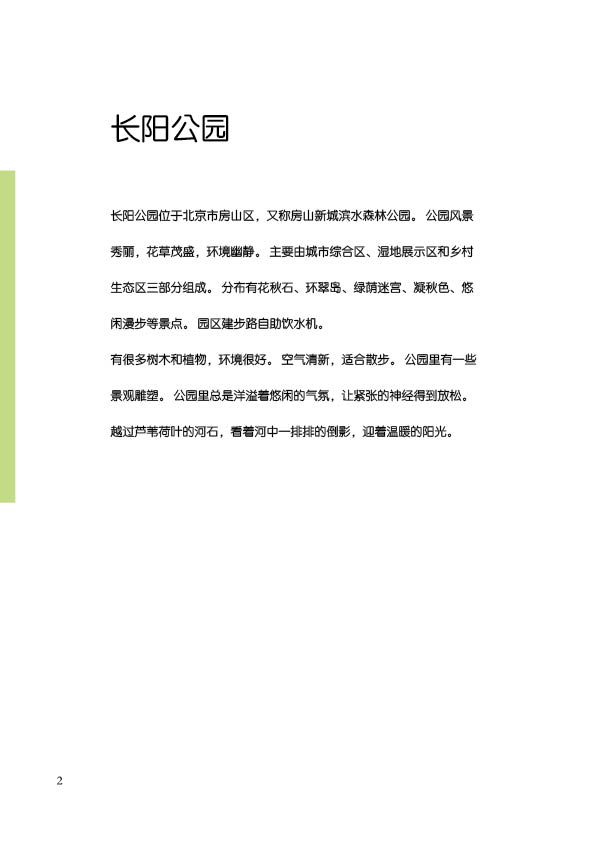 长阳公园
长阳公园位于北京市房山区，又称房山新城滨水森林公园。 公园风景
秀丽，花草茂盛，环境幽静。 主要由城市综合区、湿地展示区和乡村
生态区三部分组成。 分布有花秋石、环翠岛、绿荫迷宫、凝秋色、悠
闲漫步等景点。 园区建步路自助饮水机。
有很多树木和植物，环境很好。 空气清新，适合散步。 公园里有一些
景观雕塑。 公园里总是洋溢着悠闲的气氛，让紧张的神经得到放松。
越过芦苇荷叶的河石，看着河中一排排的倒影，迎着温暖的阳光。
2